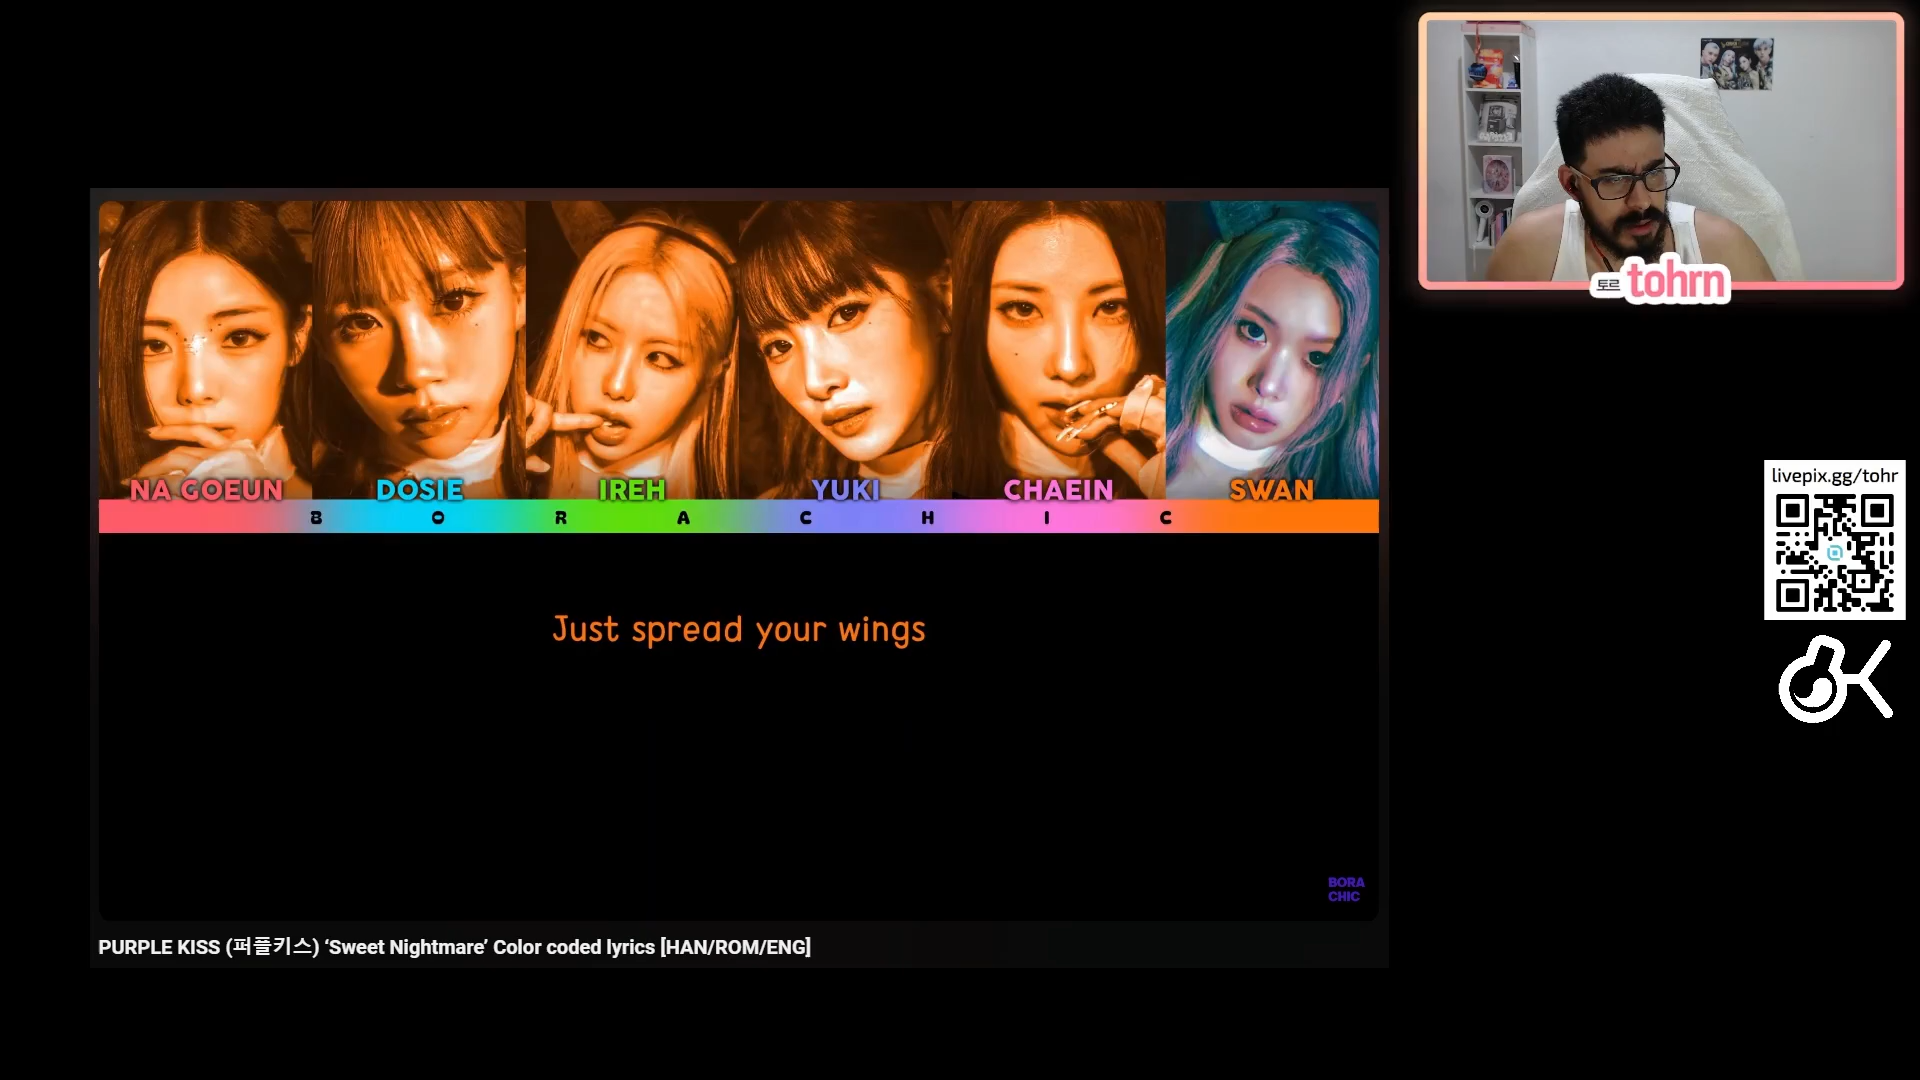 토르 tohrn
livepix.gg/tohr
NA GOEUN DOSIE IREH YUKI CHAEIN SWAN
B O R A C H I C
Just spread your wings
BORA
CHIC
PURPLE KISS (퍼플키스) ‘Sweet Nightmare’ Color coded lyrics [HAN/ROM/ENG]